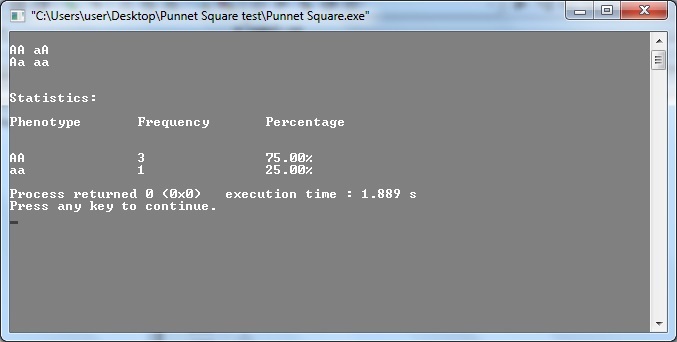 "C:\Users\user\Desktop\Punnet Square test\Punnet Square.exe"
AA aA
Aa aa
Statistics:
Phenotype Frequency Percentage
AA 3 75.00%
aa 1 25.00%
Process returned 0 (0x0) execution time : 1.889 s
Press any key to continue.